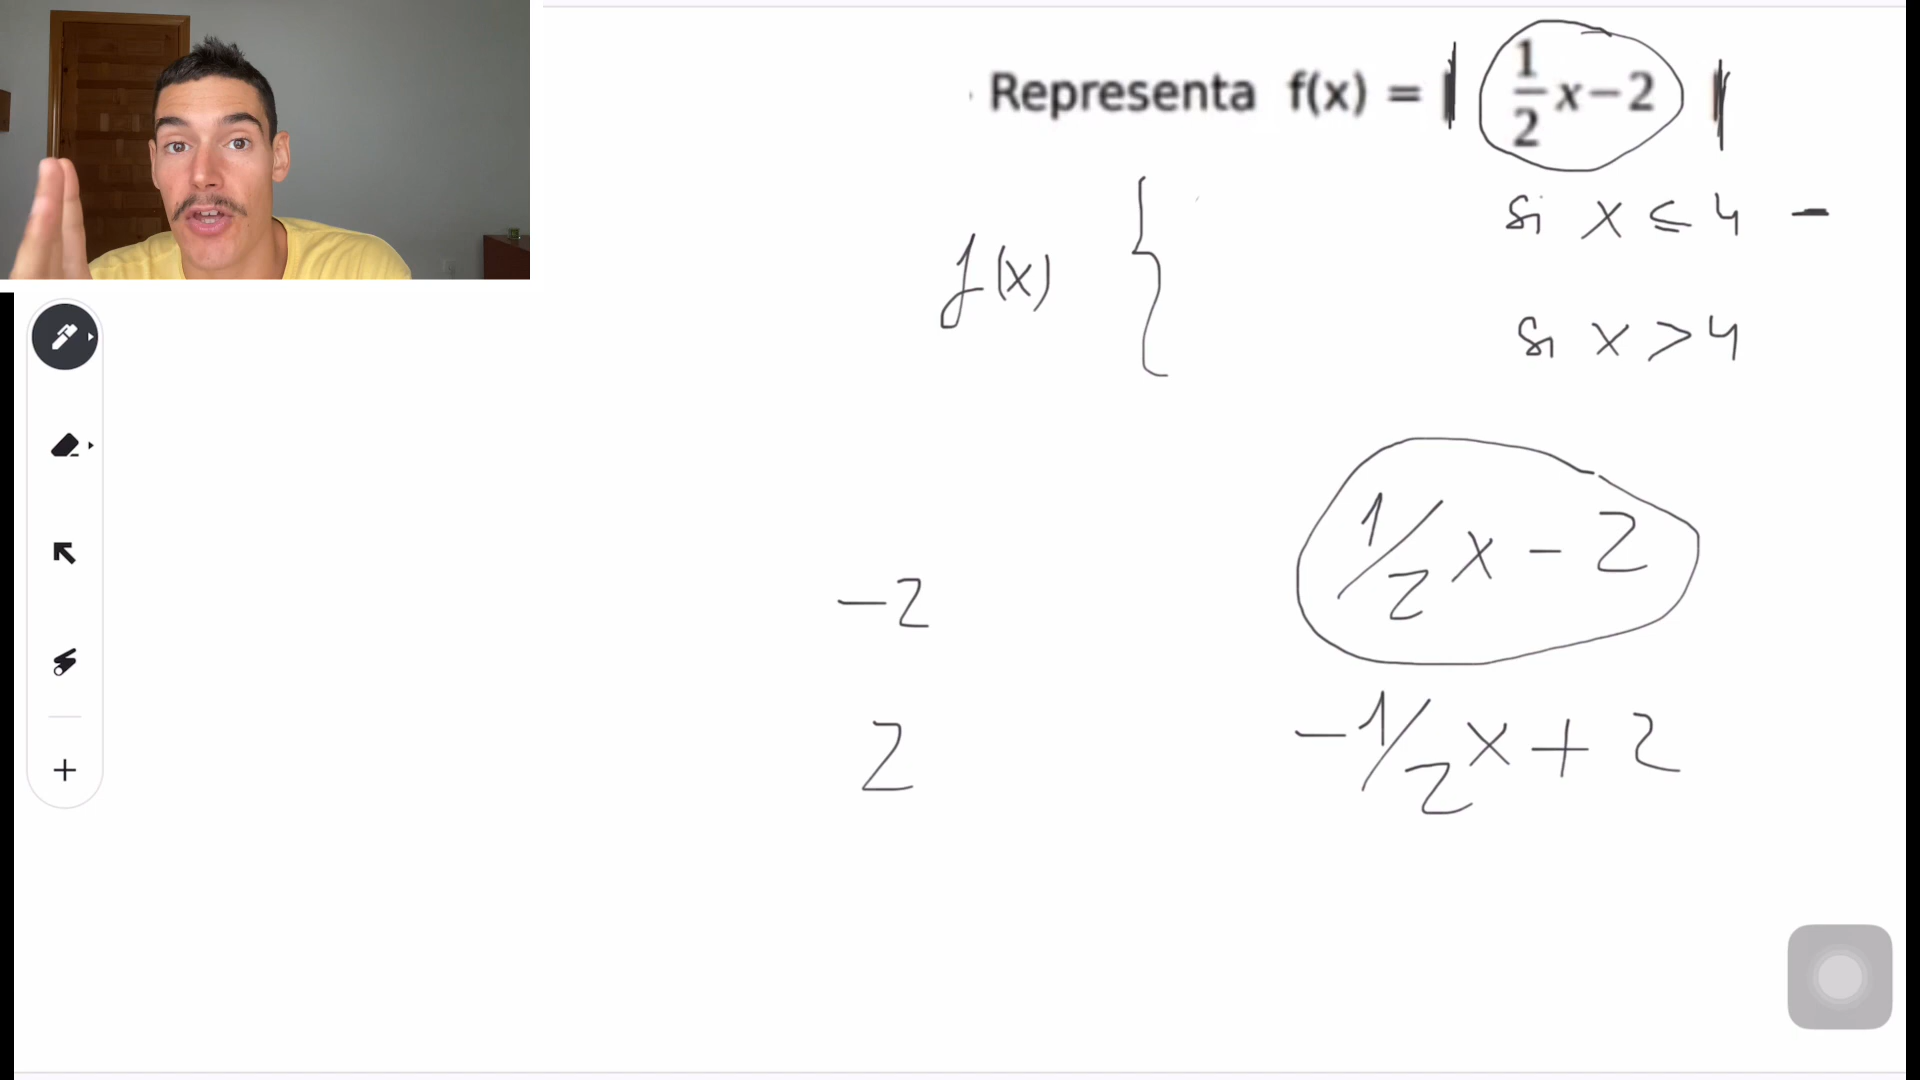 Representa f(x) = | 1/2 x - 2 |
f(x) {
si x ≤ 4 -
si x > 4
1/2 x - 2
-2
2
-1/2 x + 2